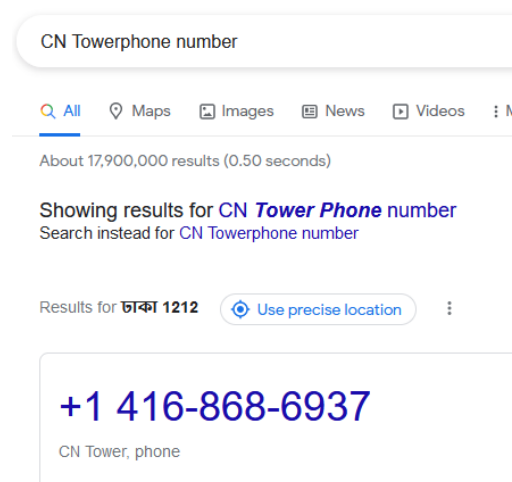 CN Towerphone number
All Maps Images News Videos M
About 17,900,000 results (0.50 seconds)
Showing results for CN Tower Phone number
Search instead for CN Towerphone number
Results for ঢাকা 1212 Use precise location
+1 416-868-6937
CN Tower, phone